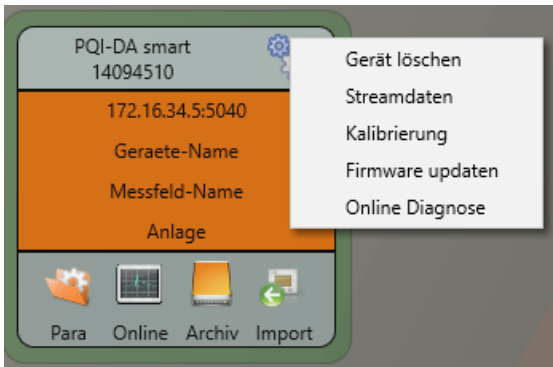 PQI-DA smart
14094510
172.16.34.5:5040
Geraete-Name
Messfeld-Name
Anlage
Para
Online
Archiv
Import
Gerät löschen
Streamdaten
Kalibrierung
Firmware updaten
Online Diagnose